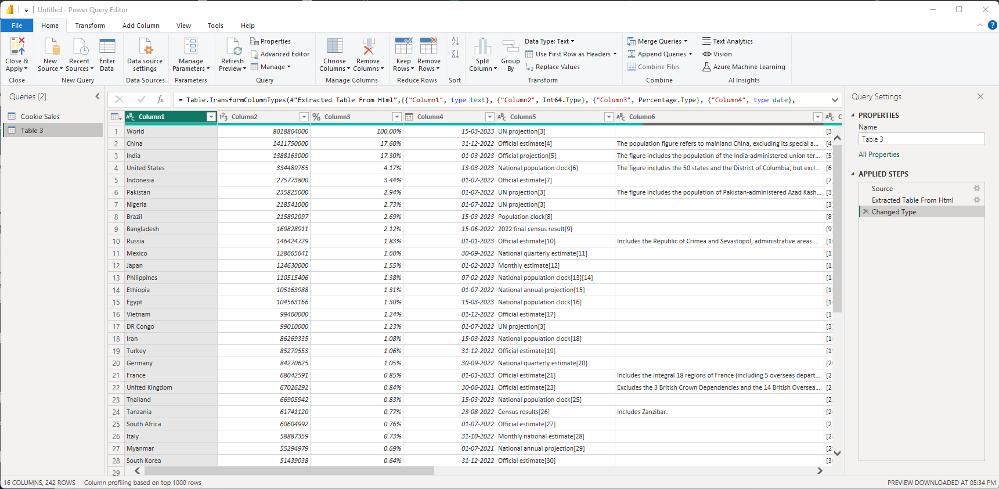 Untitled - Power Query Editor
File Home Transform Add Column View Tools Help
Close & Apply
New Source
Recent Sources
Enter Data
Data source settings
Manage Parameters
Refresh Preview
Properties
Advanced Editor
Manage
Choose Columns
Remove Columns
Keep Rows
Remove Rows
Split Column
Group By
Data Type: Text
Use First Row as Headers
Replace Values
Merge Queries
Append Queries
Combine Files
Text Analytics
Vision
Azure Machine Learning
Close New Query Data Sources Parameters Query Manage Columns Reduce Rows Sort Transform Combine AI Insights
Queries [2]
Cookie Sales
Table 3
= Table.TransformColumnTypes(#"Extracted Table From Html",{{"Column1", type text}, {"Column2", Int64.Type}, {"Column3", Percentage.Type}, {"Column4", type date},
Column1 Column2 Column3 Column4 Column5 Column6
1 World 8018864000 100.00% 15-03-2023 UN projection[3] [3]
2 China 1411750000 17.60% 31-12-2022 Official estimate[4] The population figure refers to mainland China, excluding its special a... [4]
3 India 1388163000 17.30% 01-03-2023 Official projection[5] The figure includes the population of the India-administered union ter... [5]
4 United States 334489765 4.17% 13-03-2023 National population clock[6] The figure includes the 50 states and the District of Columbia, but excl... [6]
5 Indonesia 275773800 3.44% 01-07-2022 Official estimate[7] [7]
6 Pakistan 235825000 2.94% 01-07-2022 UN projection[3] The figure includes the population of Pakistan-administered Azad Kash... [3]
7 Nigeria 218541000 2.73% 01-07-2022 UN projection[3] [3]
8 Brazil 215892097 2.69% 15-03-2023 Population clock[8] [8]
9 Bangladesh 169828911 2.12% 15-06-2022 2022 final census result[9] [9]
10 Russia 146424729 1.83% 01-01-2023 Official estimate[10] Includes the Republic of Crimea and Sevastopol, administrative areas ...
11 Mexico 128665641 1.60% 30-09-2022 National quarterly estimate[11]
12 Japan 124630000 1.55% 01-02-2023 Monthly estimate[12]
13 Philippines 110515406 1.38% 07-02-2023 National population clock[13][14]
14 Ethiopia 105163988 1.31% 01-07-2022 National annual projection[15]
15 Egypt 104563166 1.30% 15-03-2023 National population clock[16]
16 Vietnam 99460000 1.24% 01-12-2022 Official estimate[17]
17 DR Congo 99010000 1.23% 01-07-2022 UN projection[3] [3]
18 Iran 86269335 1.08% 15-03-2023 National population clock[18]
19 Turkey 85279553 1.06% 31-12-2022 Official estimate[19]
20 Germany 84270625 1.05% 30-09-2022 National quarterly estimate[20]
21 France 68042591 0.85% 01-01-2023 Official estimate[21] Includes the integral 18 regions of France (including 5 overseas depart...
22 United Kingdom 67026292 0.84% 30-06-2021 Official estimate[23] Excludes the 3 British Crown Dependencies and the 14 British Oversea...
23 Thailand 66905942 0.83% 15-03-2023 National population clock[25]
24 Tanzania 61741120 0.77% 23-08-2022 Census results[26] Includes Zanzibar.
25 South Africa 60604992 0.76% 01-07-2022 Official estimate[27]
26 Italy 58887359 0.73% 31-10-2022 Monthly national estimate[28]
27 Myanmar 55294979 0.69% 01-07-2021 National annual projection[29]
28 South Korea 51439038 0.64% 31-12-2022 Official estimate[30]
29
Query Settings
PROPERTIES
Name
Table 3
All Properties
APPLIED STEPS
Source
Extracted Table From Html
Changed Type
16 COLUMNS, 242 ROWS Column profiling based on top 1000 rows
PREVIEW DOWNLOADED AT 05:34 PM